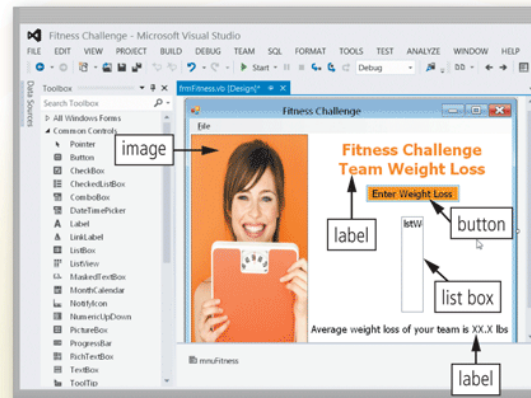 Fitness Challenge - Microsoft Visual Studio
FILE EDIT VIEW PROJECT BUILD DEBUG TEAM SQL FORMAT TOOLS TEST ANALYZE WINDOW HELP
Start Debug
Data Sources
Toolbox
Search Toolbox
All Windows Forms
Common Controls
Pointer
Button
CheckBox
CheckedListBox
ComboBox
DateTimePicker
Label
LinkLabel
ListBox
ListView
MaskedTextBox
MonthCalendar
NotifyIcon
NumericUpDown
PictureBox
ProgressBar
RichTextBox
TextBox
ToolTip
frmFitness.vb [Design]*
Fitness Challenge
File
image
Fitness Challenge
Team Weight Loss
Enter Weight Loss
label
button
lstW
list box
Average weight loss of your team is XX.X lbs
mnuFitness
label